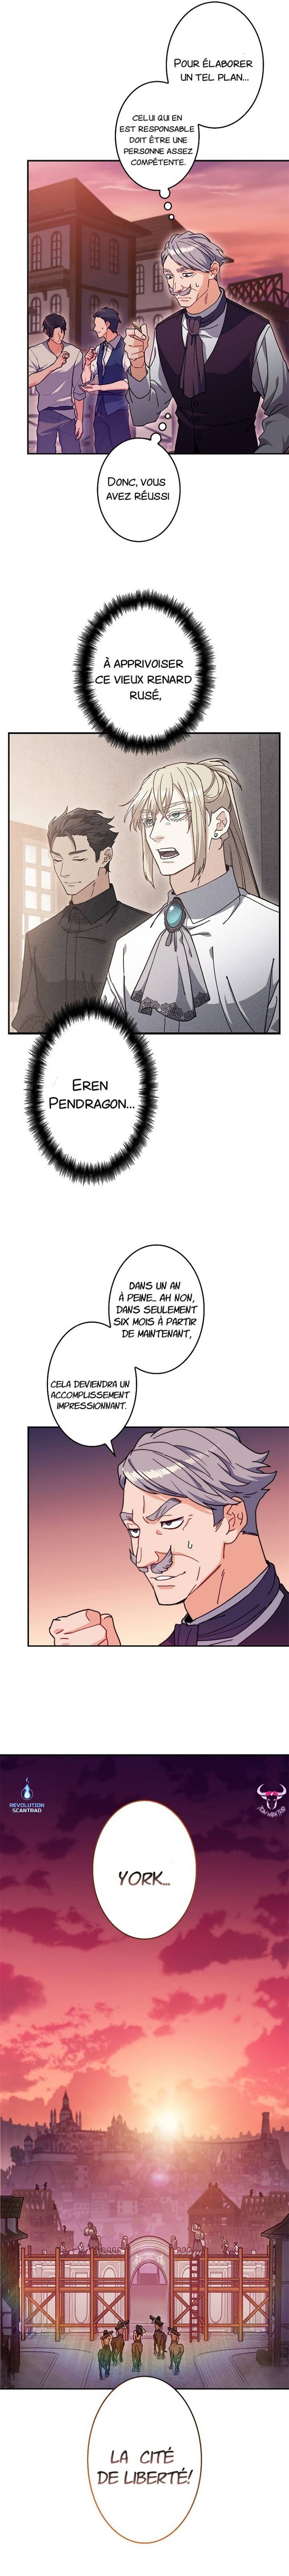 POUR ÉLABORER
UN TEL PLAN...
CELUI QUI EN
EST RESPONSABLE
DOIT ÊTRE UNE
PERSONNE ASSEZ
COMPÉTENTE.
DONC, VOUS
AVEZ RÉUSSI
À APPRIVOISER
CE VIEUX RENARD
RUSÉ,
EREN
PENDRAGON...
DANS UN AN
À PEINE... AH NON,
DANS SEULEMENT
SIX MOIS À PARTIR
DE MAINTENANT,
CELA DEVIENDRA UN
ACCOMPLISSEMENT
IMPRESSIONNANT.
REVOLUTION
SCANTRAD
YORK...
LA CITÉ
DE LIBERTÉ!